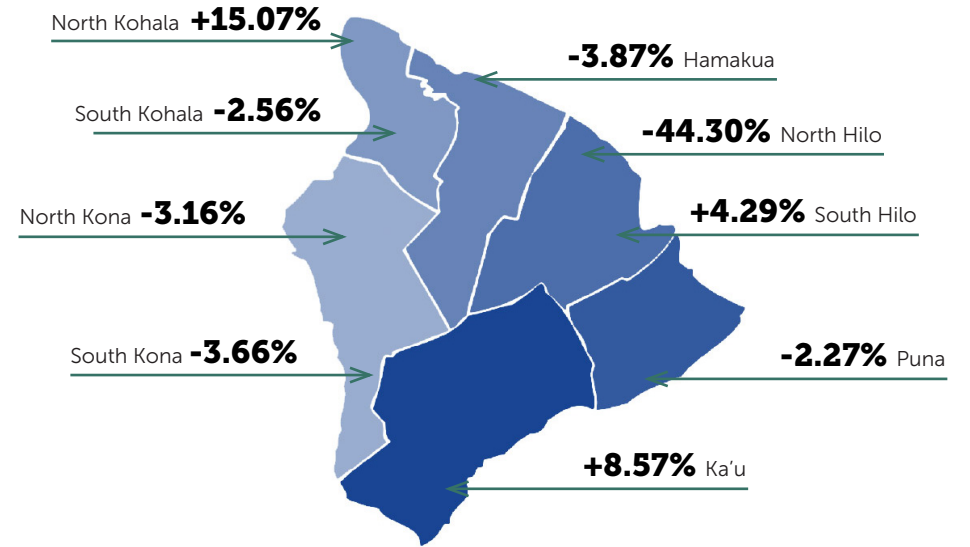 North Kohala +15.07%
-3.87% Hamakua
South Kohala -2.56%
-44.30% North Hilo
North Kona -3.16%
+4.29% South Hilo
South Kona -3.66%
-2.27% Puna
+8.57% Ka’u